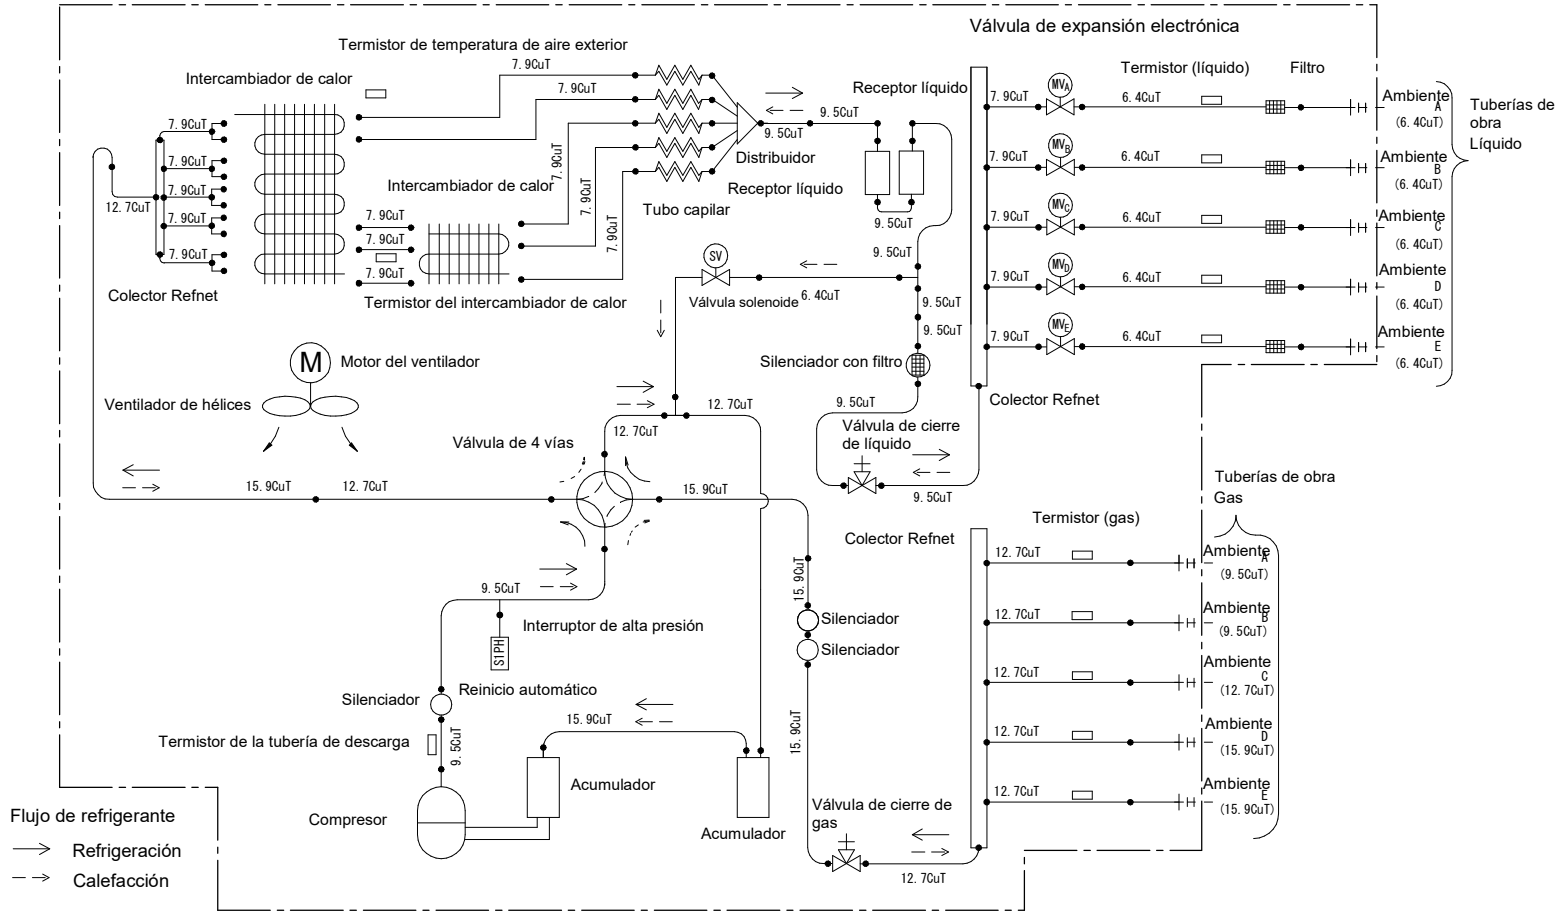 Válvula de expansión electrónica
Termistor de temperatura de aire exterior
7.9CuT
Intercambiador de calor
7.9CuT
Receptor líquido
Termistor (líquido)
Filtro
Tuberías de
obra
Líquido
7.9CuT
7.9CuT
7.9CuT
7.9CuT
7.9CuT
12.7CuT
Colector Refnet
9.5CuT
9.5CuT
Distribuidor
Receptor líquido
Tubo capilar
Intercambiador de calor
7.9CuT
7.9CuT
7.9CuT
7.9CuT
7.9CuT
7.9CuT
Termistor del intercambiador de calor
9.5CuT
9.5CuT
SV
Válvula solenoide
6.4CuT
9.5CuT
9.5CuT
7.9CuT
MVA
6.4CuT
Ambiente
A
(6.4CuT)
7.9CuT
MVB
6.4CuT
Ambiente
B
(6.4CuT)
7.9CuT
MVC
6.4CuT
Ambiente
C
(6.4CuT)
7.9CuT
MVD
6.4CuT
Ambiente
D
(6.4CuT)
7.9CuT
MVE
6.4CuT
Ambiente
E
(6.4CuT)
M
Motor del ventilador
Ventilador de hélices
Silenciador con filtro
Colector Refnet
9.5CuT
Válvula de cierre
de líquido
9.5CuT
12.7CuT
12.7CuT
Válvula de 4 vías
15.9CuT
12.7CuT
15.9CuT
Tuberías de obra
Gas
Termistor (gas)
Colector Refnet
12.7CuT
Ambiente
A
(9.5CuT)
12.7CuT
Ambiente
B
(9.5CuT)
12.7CuT
Ambiente
C
(12.7CuT)
12.7CuT
Ambiente
D
(15.9CuT)
12.7CuT
Ambiente
E
(15.9CuT)
9.5CuT
Interruptor de alta presión
S1PH
Reinicio automático
15.9CuT
Silenciador
Silenciador
Silenciador
Termistor de la tubería de descarga
9.5CuT
15.9CuT
15.9CuT
Acumulador
Compresor
Acumulador
Válvula de cierre de
gas
12.7CuT
Flujo de refrigerante
Refrigeración
Calefacción